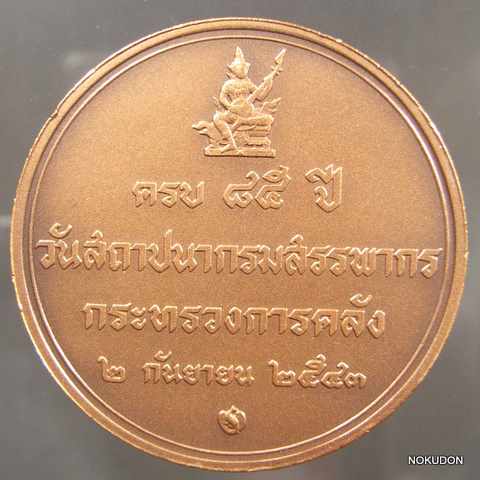 ครบ ๘๕ ปี
วันสถาปนากรมสรรพากร
กระทรวงการคลัง
๒ กันยายน ๒๕๔๓
NOKUDON